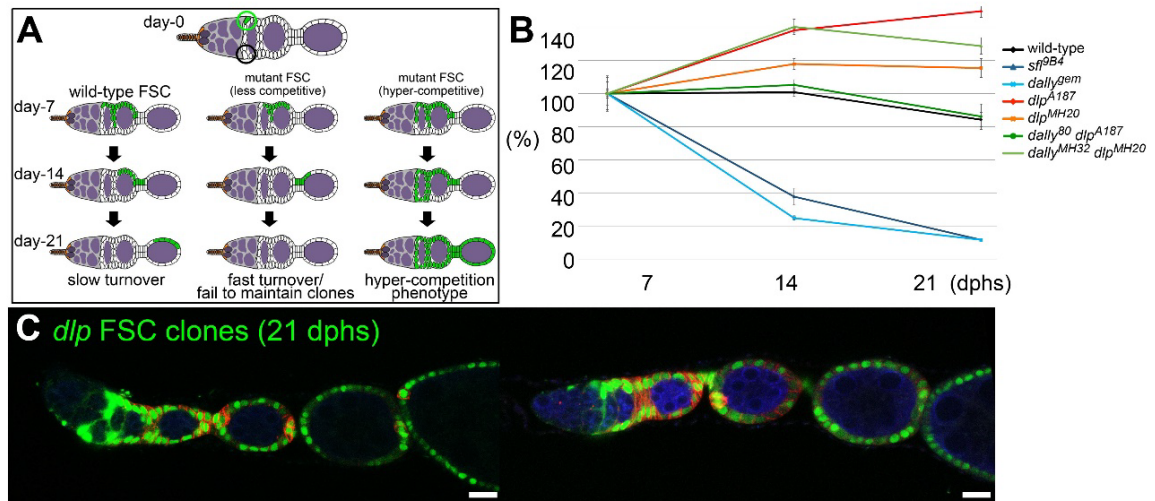 A
day-0
wild-type FSC
mutant FSC
(less competitive)
mutant FSC
(hyper-competitive)
day-7
day-14
day-21
slow turnover
fast turnover/
fail to maintain clones
hyper-competition
phenotype
B
140
120
100
80
60
40
20
0
(%)
7 14 21 (dphs)
wild-type
sfl9B4
dallygem
dlpA187
dlpMH20
dally80 dlpA187
dallyMH32 dlpMH20
C dlp FSC clones (21 dphs)